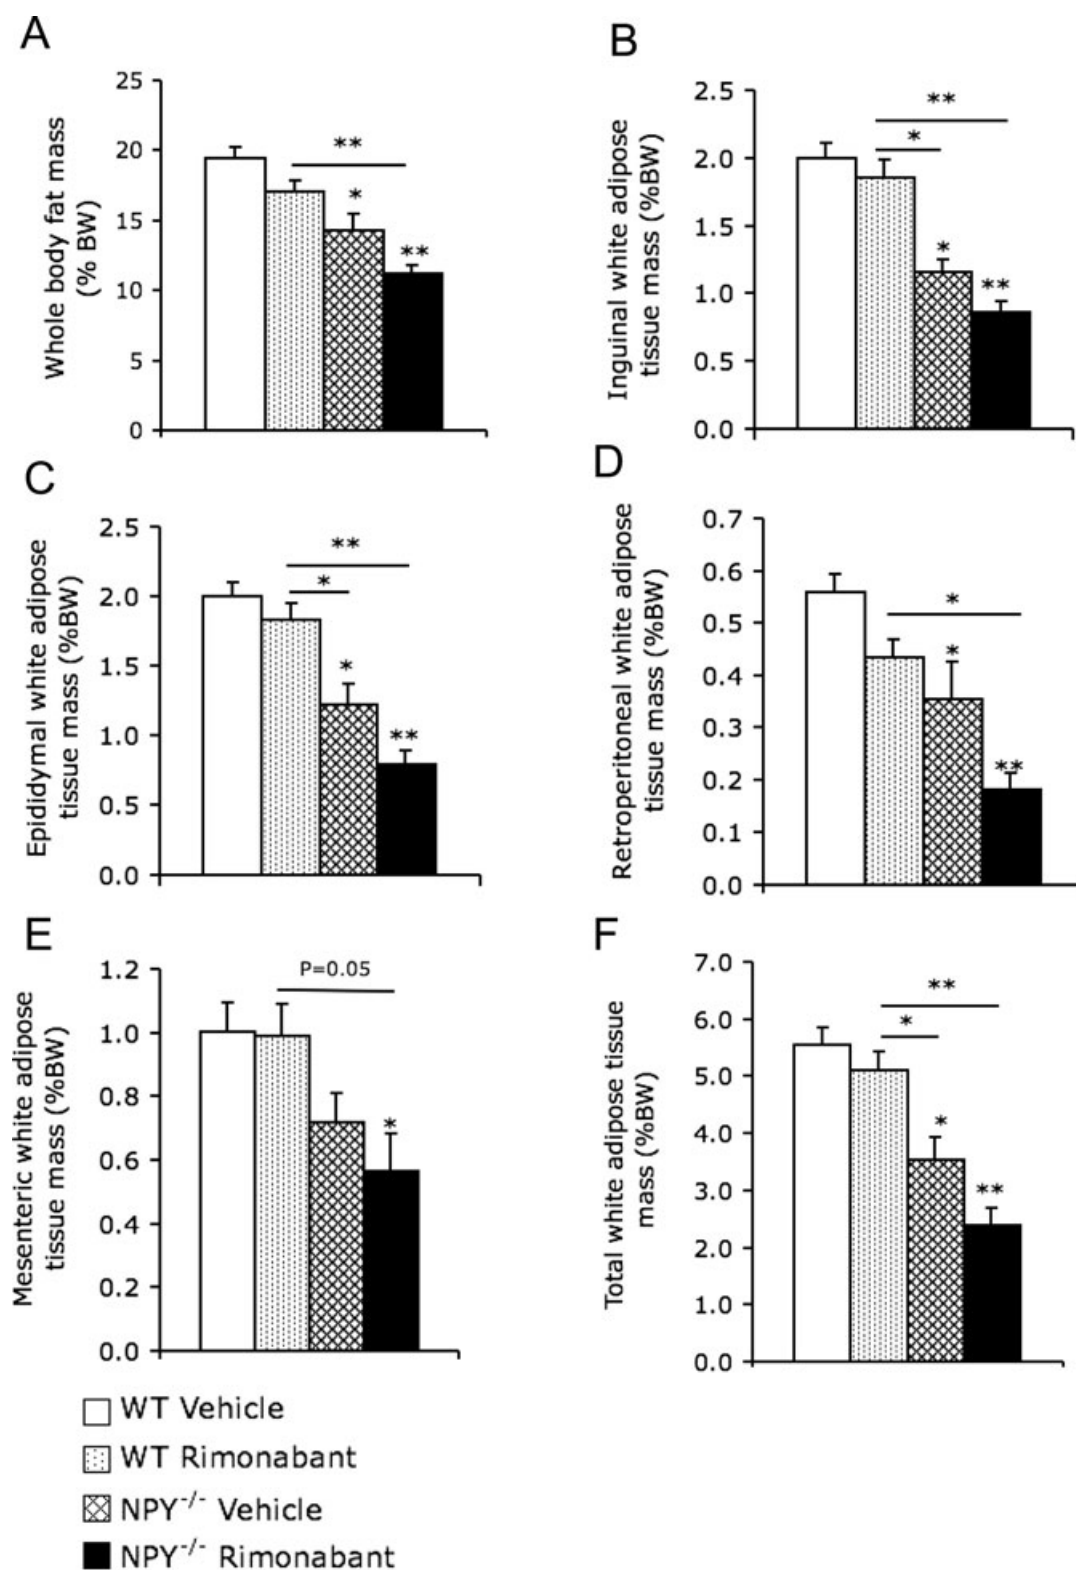 A
Whole body fat mass
(% BW)
25
20
15
10
5
0
**
*
**
B
Inguinal white adipose
tissue mass (%BW)
2.5
2.0
1.5
1.0
0.5
0.0
**
*
*
**
C
Epididymal white adipose
tissue mass (%BW)
2.5
2.0
1.5
1.0
0.5
0.0
**
*
*
**
D
Retroperitoneal white adipose
tissue mass (%BW)
0.7
0.6
0.5
0.4
0.3
0.2
0.1
0.0
*
*
**
E
Mesenteric white adipose
tissue mass (%BW)
1.2
1.0
0.8
0.6
0.4
0.2
0.0
P=0.05
*
F
Total white adipose tissue
mass (%BW)
7.0
6.0
5.0
4.0
3.0
2.0
1.0
0.0
**
*
*
**
WT Vehicle
WT Rimonabant
NPY-/- Vehicle
NPY-/- Rimonabant